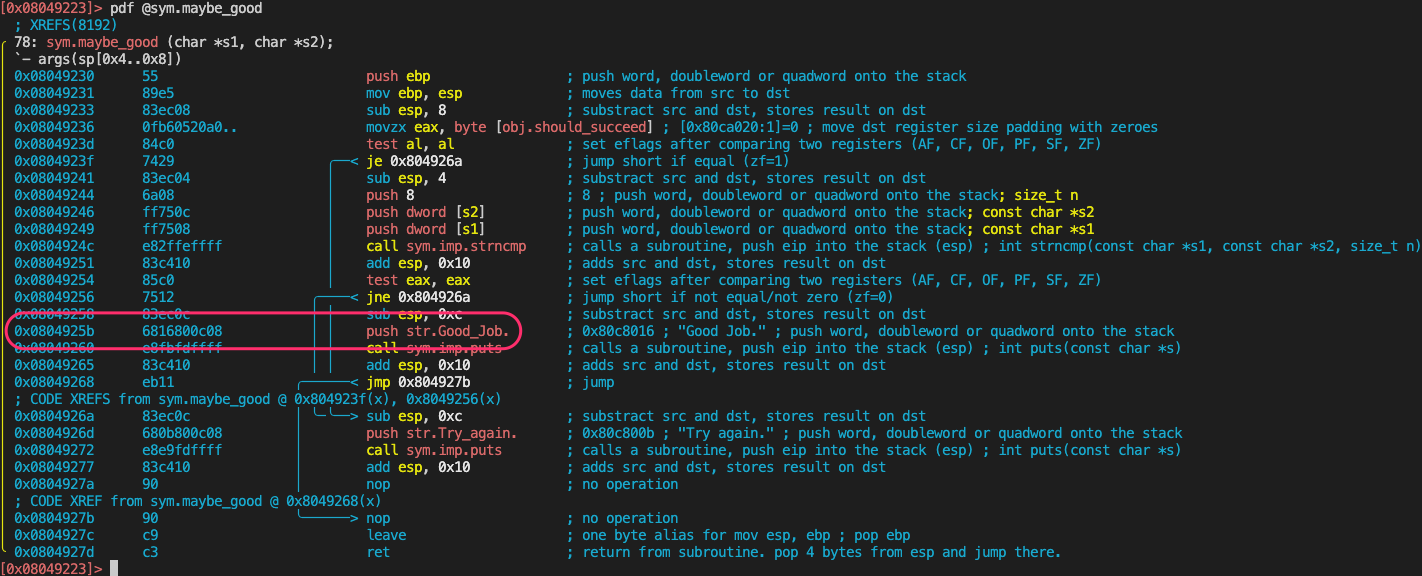 [0x08049223]> pdf @sym.maybe_good
; XREFS(8192)
78: sym.maybe_good (char *s1, char *s2);
`- args(sp[0x4..0x8])
0x08049230 55 push ebp ; push word, doubleword or quadword onto the stack
0x08049231 89e5 mov ebp, esp ; moves data from src to dst
0x08049233 83ec08 sub esp, 8 ; substract src and dst, stores result on dst
0x08049236 0fb60520a0.. movzx eax, byte [obj.should_succeed] ; [0x80ca020:1]=0 ; move dst register size padding with zeroes
0x0804923d 84c0 test al, al ; set eflags after comparing two registers (AF, CF, OF, PF, SF, ZF)
0x0804923f 7429 je 0x804926a ; jump short if equal (zf=1)
0x08049241 83ec04 sub esp, 4 ; substract src and dst, stores result on dst
0x08049244 6a08 push 8 ; 8 ; push word, doubleword or quadword onto the stack; size_t n
0x08049246 ff750c push dword [s2] ; push word, doubleword or quadword onto the stack; const char *s2
0x08049249 ff7508 push dword [s1] ; push word, doubleword or quadword onto the stack; const char *s1
0x0804924c e82ffeffff call sym.imp.strncmp ; calls a subroutine, push eip into the stack (esp) ; int strncmp(const char *s1, const char *s2, size_t n)
0x08049251 83c410 add esp, 0x10 ; adds src and dst, stores result on dst
0x08049254 85c0 test eax, eax ; set eflags after comparing two registers (AF, CF, OF, PF, SF, ZF)
0x08049256 7512 jne 0x804926a ; jump short if not equal/not zero (zf=0)
0x08049258 83ec0c sub esp, 0xc ; substract src and dst, stores result on dst
0x0804925b 6816800c08 push str.Good_Job. ; 0x80c8016 ; "Good Job." ; push word, doubleword or quadword onto the stack
0x08049260 e8fbfdffff call sym.imp.puts ; calls a subroutine, push eip into the stack (esp) ; int puts(const char *s)
0x08049265 83c410 add esp, 0x10 ; adds src and dst, stores result on dst
0x08049268 eb11 jmp 0x804927b ; jump
; CODE XREFS from sym.maybe_good @ 0x804923f(x), 0x8049256(x)
0x0804926a 83ec0c sub esp, 0xc ; substract src and dst, stores result on dst
0x0804926d 680b800c08 push str.Try_again. ; 0x80c800b ; "Try again." ; push word, doubleword or quadword onto the stack
0x08049272 e8e9fdffff call sym.imp.puts ; calls a subroutine, push eip into the stack (esp) ; int puts(const char *s)
0x08049277 83c410 add esp, 0x10 ; adds src and dst, stores result on dst
0x0804927a 90 nop ; no operation
; CODE XREF from sym.maybe_good @ 0x8049268(x)
0x0804927b 90 nop ; no operation
0x0804927c c9 leave ; one byte alias for mov esp, ebp ; pop ebp
0x0804927d c3 ret ; return from subroutine. pop 4 bytes from esp and jump there.
[0x08049223]>